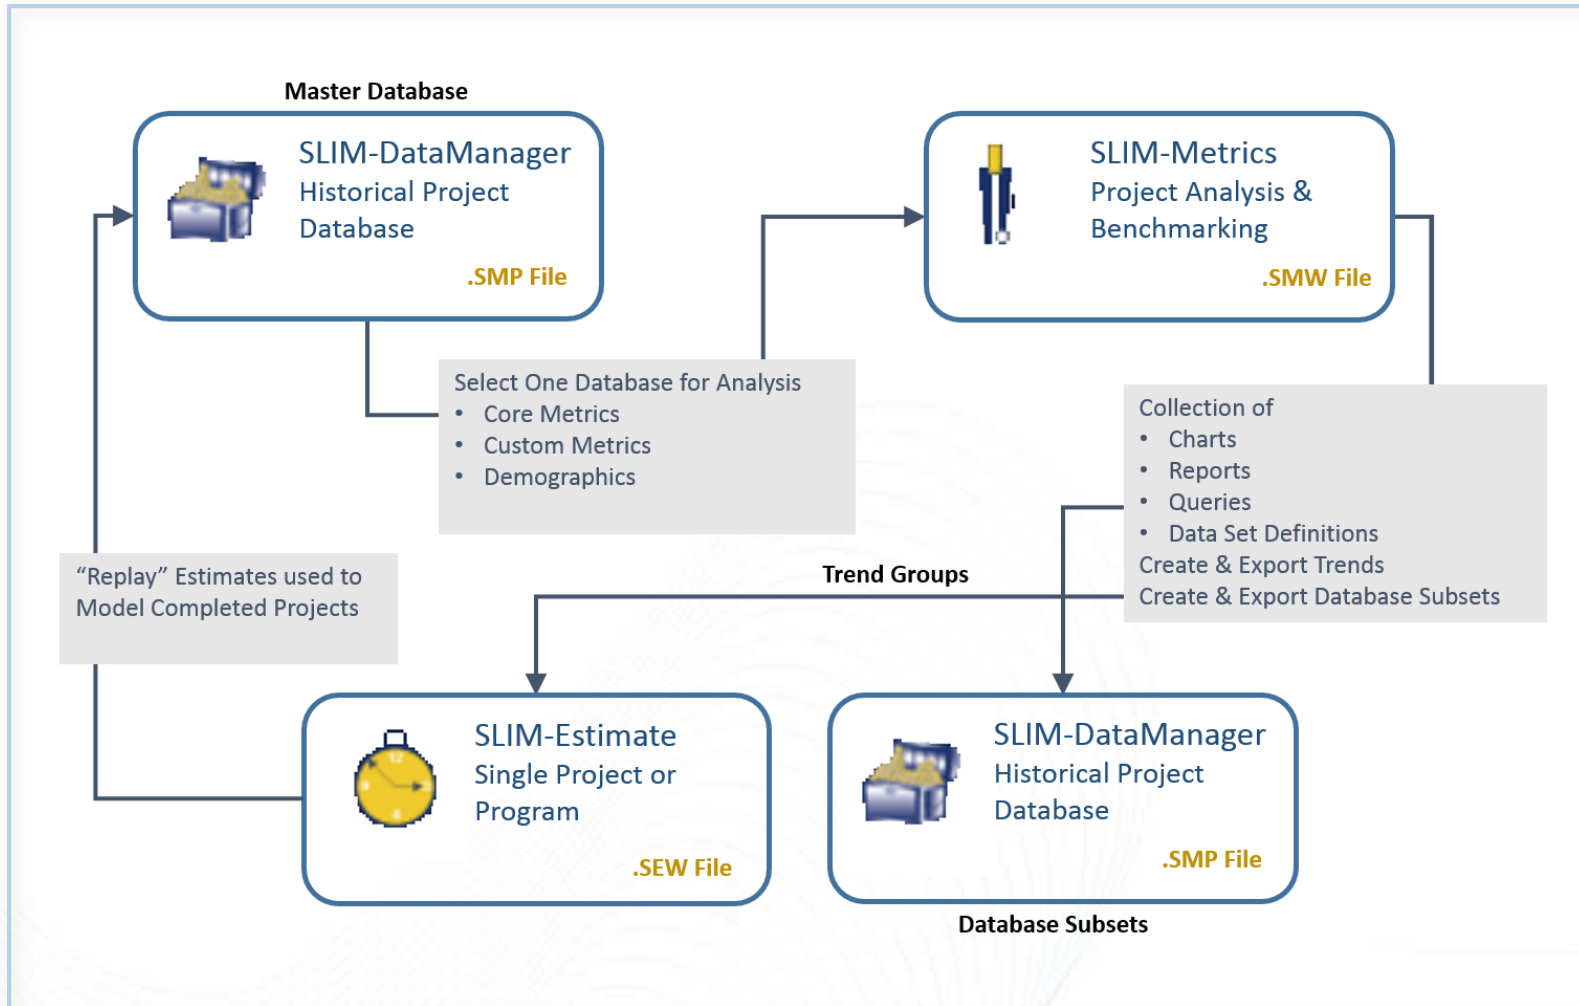 Master Database
SLIM-DataManager
Historical Project
Database
.SMP File
SLIM-Metrics
Project Analysis &
Benchmarking
.SMW File
Select One Database for Analysis
• Core Metrics
• Custom Metrics
• Demographics
Collection of
• Charts
• Reports
• Queries
• Data Set Definitions
Create & Export Trends
Create & Export Database Subsets
"Replay" Estimates used to
Model Completed Projects
Trend Groups
SLIM-Estimate
Single Project or
Program
.SEW File
12
SLIM-DataManager
Historical Project
Database
.SMP File
Database Subsets